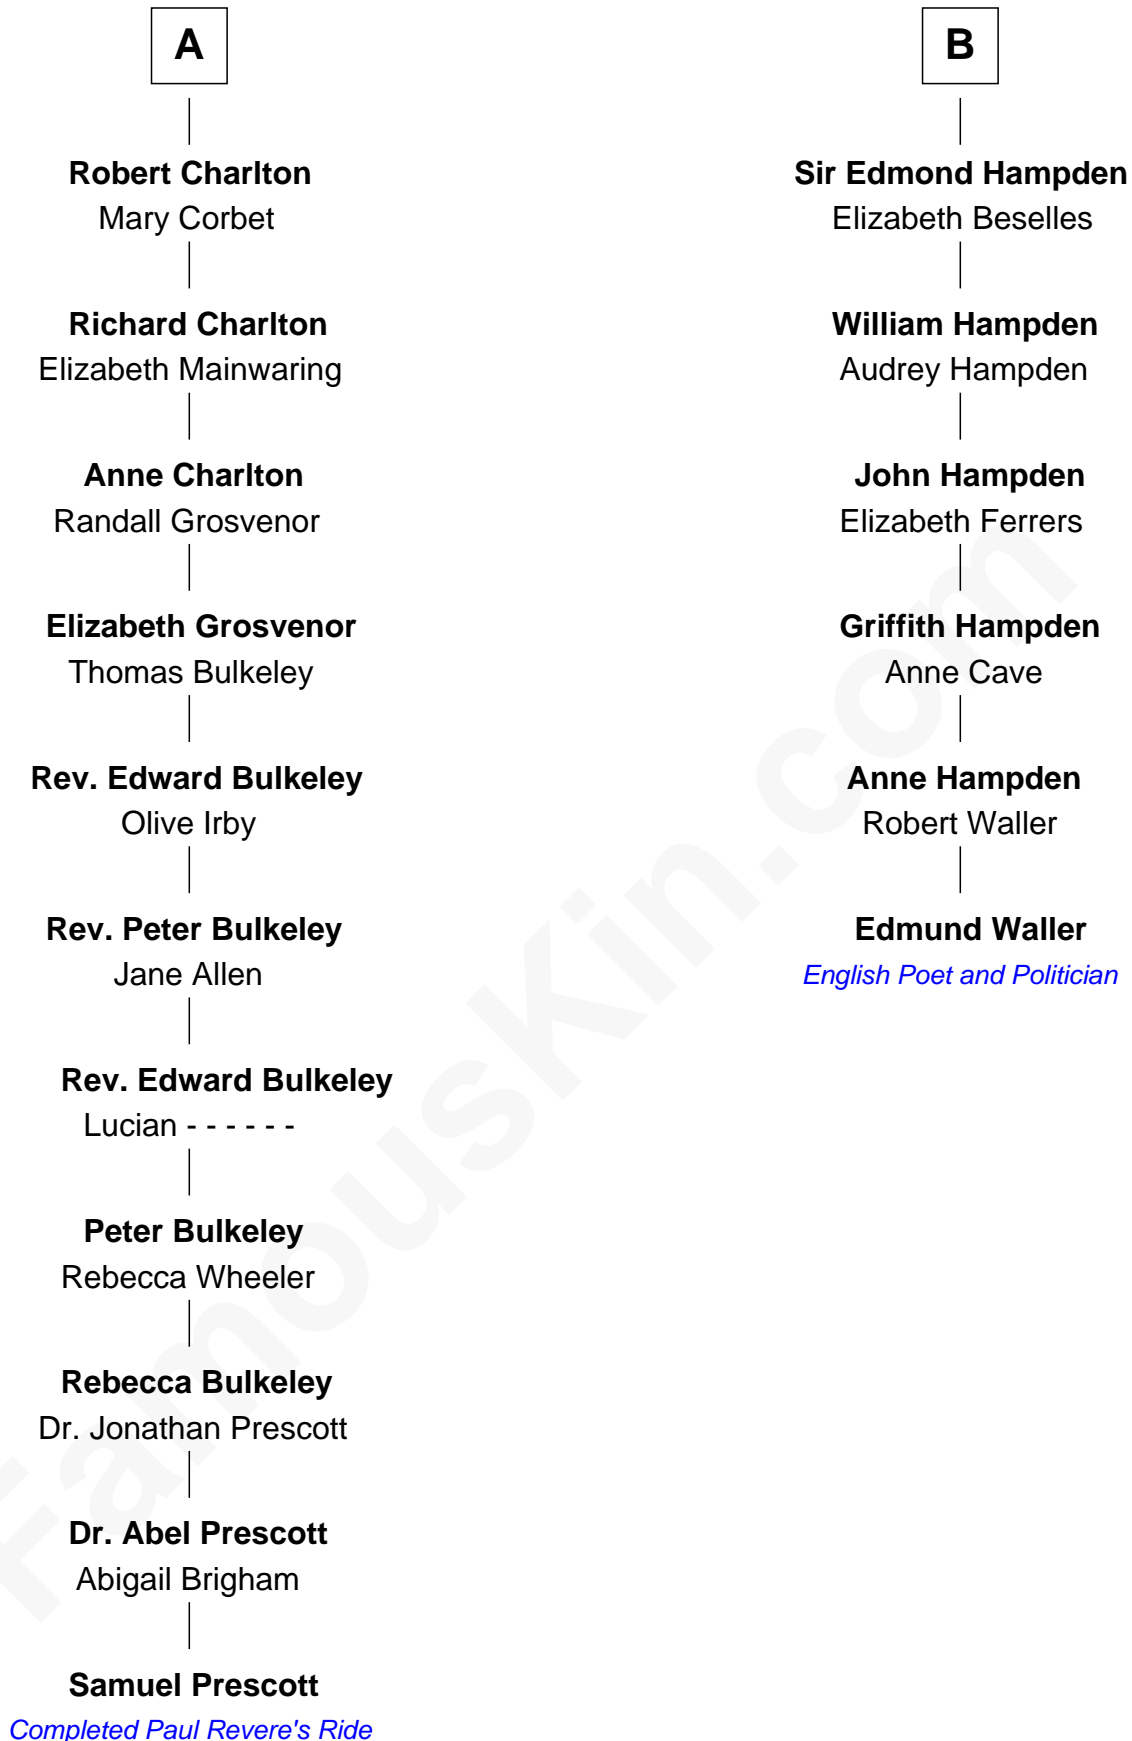 A
Robert Charlton
Mary Corbet
Richard Charlton
Elizabeth Mainwaring
Anne Charlton
Randall Grosvenor
Elizabeth Grosvenor
Thomas Bulkeley
Rev. Edward Bulkeley
Olive Irby
Rev. Peter Bulkeley
Jane Allen
Rev. Edward Bulkeley
Lucian - - - - - -
Peter Bulkeley
Rebecca Wheeler
Rebecca Bulkeley
Dr. Jonathan Prescott
Dr. Abel Prescott
Abigail Brigham
Samuel Prescott
Completed Paul Revere's Ride
B
Sir Edmond Hampden
Elizabeth Beselles
William Hampden
Audrey Hampden
John Hampden
Elizabeth Ferrers
Griffith Hampden
Anne Cave
Anne Hampden
Robert Waller
Edmund Waller
English Poet and Politician
FamousKin.com